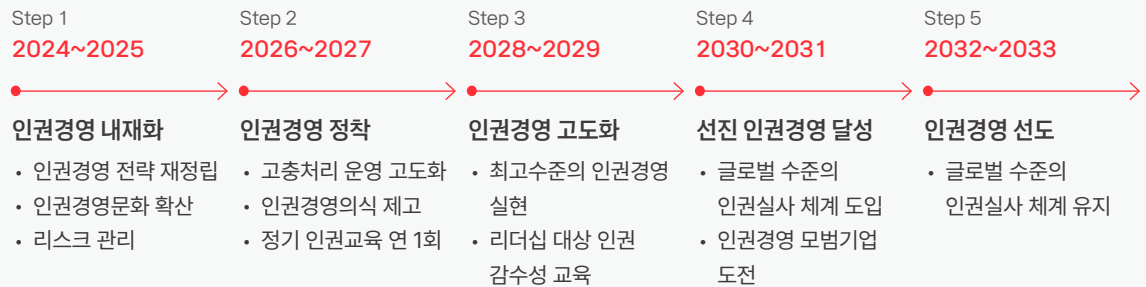 Step 1
2024~2025
인권경영 내재화
• 인권경영 전략 재정립
• 인권경영문화 확산
• 리스크 관리
Step 2
2026~2027
인권경영 정착
• 고충처리 운영 고도화
• 인권경영의식 제고
• 정기 인권교육 연 1회
Step 3
2028~2029
인권경영 고도화
• 최고수준의 인권경영
실현
• 리더십 대상 인권
감수성 교육
Step 4
2030~2031
선진 인권경영 달성
• 글로벌 수준의
인권실사 체계 도입
• 인권경영 모범기업
도전
Step 5
2032~2033
인권경영 선도
• 글로벌 수준의
인권실사 체계 유지